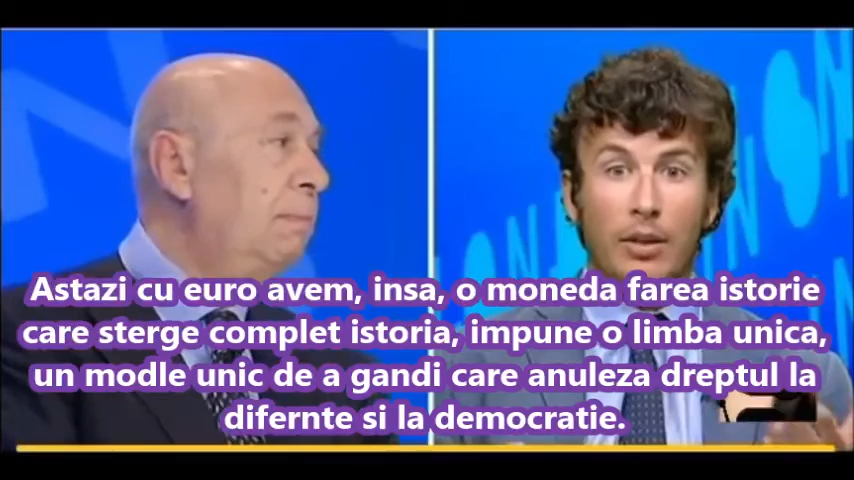 Astazi cu euro avem, insa, o moneda farea istorie
care sterge complet istoria, impune o limba unica,
un modle unic de a gandi care anuleza dreptul la
difernte si la democratie.